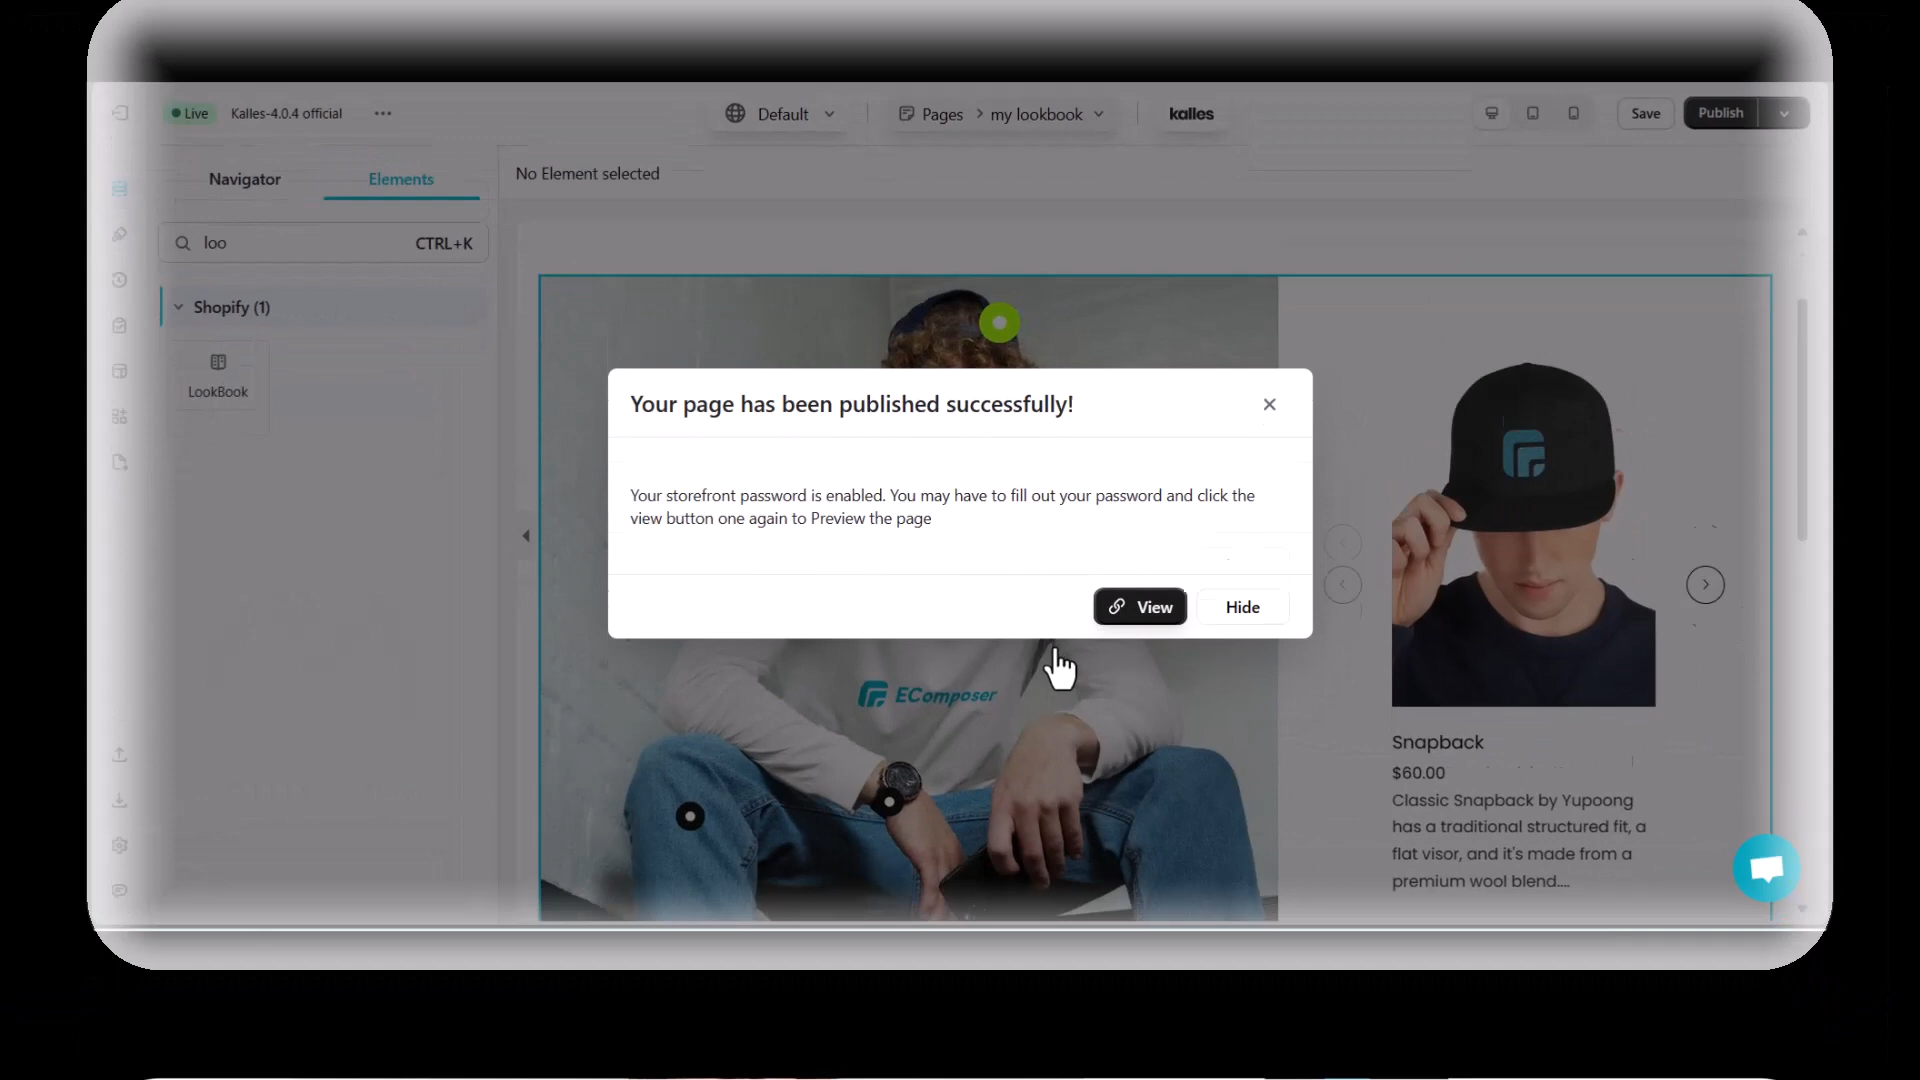 Live Kalles-4.0.4 official ••• Default Pages > my lookbook kalles Save Publish
Navigator Elements
No Element selected
loo CTRL+K
Shopify (1)
LookBook
Your page has been published successfully!
Your storefront password is enabled. You may have to fill out your password and click the
view button one again to Preview the page
View Hide
EComposer
Snapback
$60.00
Classic Snapback by Yupoong
has a traditional structured fit, a
flat visor, and it's made from a
premium wool blend....